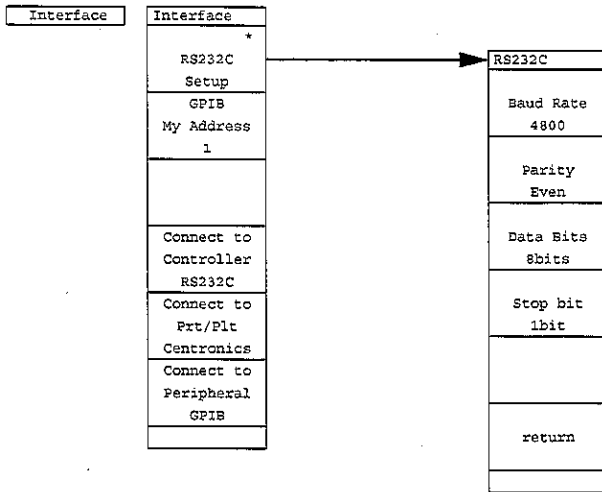 Interface
Interface
*
RS232C
Setup
GPIB
My Address
1
Connect to
Controller
RS232C
Connect to
Prt/Plt
Centronics
Connect to
Peripheral
GPIB
RS232C
Baud Rate
4800
Parity
Even
Data Bits
8bits
Stop bit
1bit
return